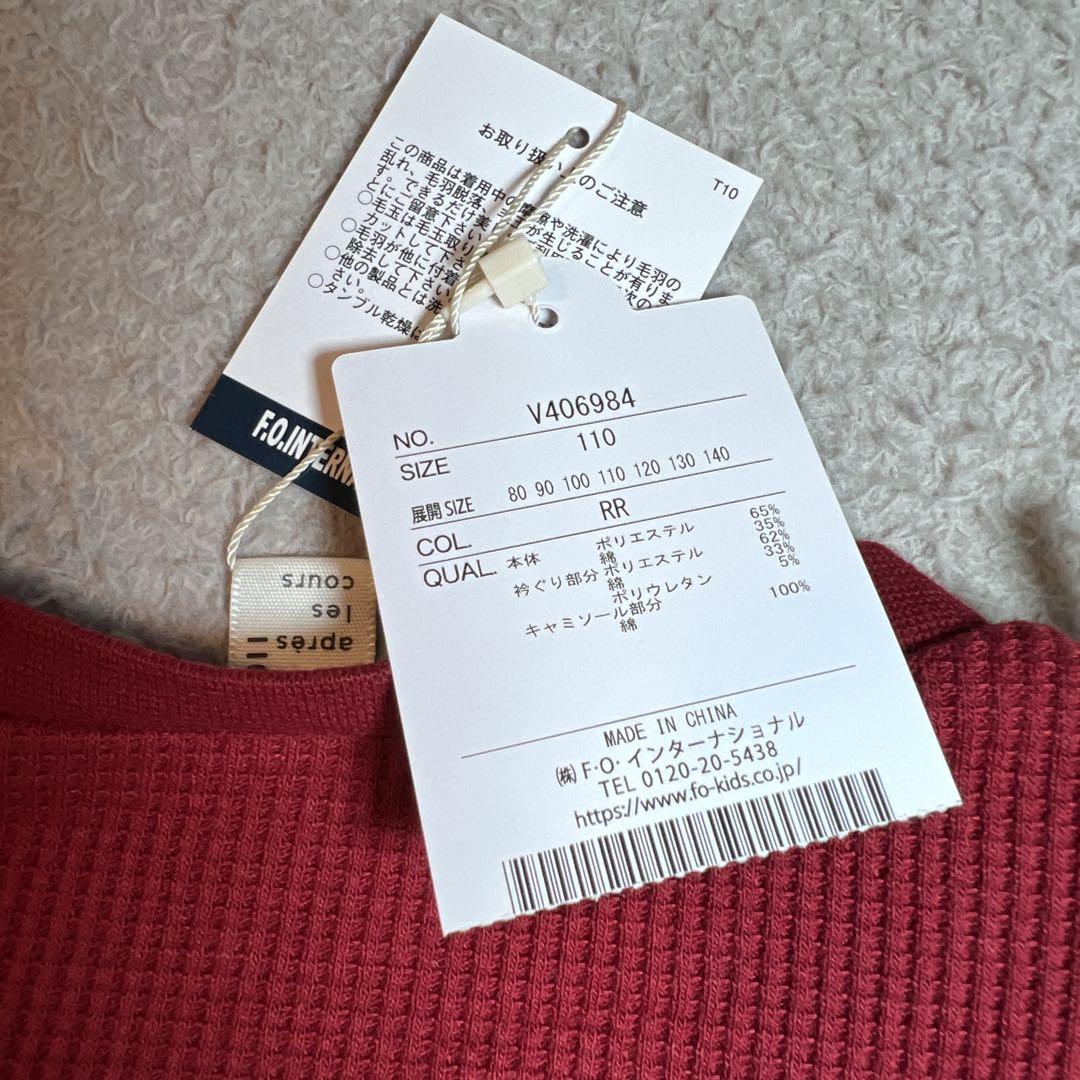 お取り扱い上のご注意
T10
この商品は着用中の摩擦や洗濯により毛羽の
乱れ、毛羽脱落、毛玉が生じることが有りま
す。できるだけ美し
とにご留意下さい
次の
○毛玉は毛玉取り
カットして下さ
○毛羽が他に付着
除去して下さい
○他の製品とは洗
さい。
○タンブル乾燥は
F.O.INTERNA
NO. V406984
SIZE 110
展開 SIZE 80 90 100 110 120 130 140
COL. RR
QUAL. 本体 ポリエステル 65%
綿 35%
衿ぐり部分 ポリエステル 62%
綿 33%
ポリウレタン 5%
キャミソール部分
綿 100%
MADE IN CHINA
㈱ F·O·インターナショナル
TEL 0120-20-5438
https://www.fo-kids.co.jp/
après
les
cours